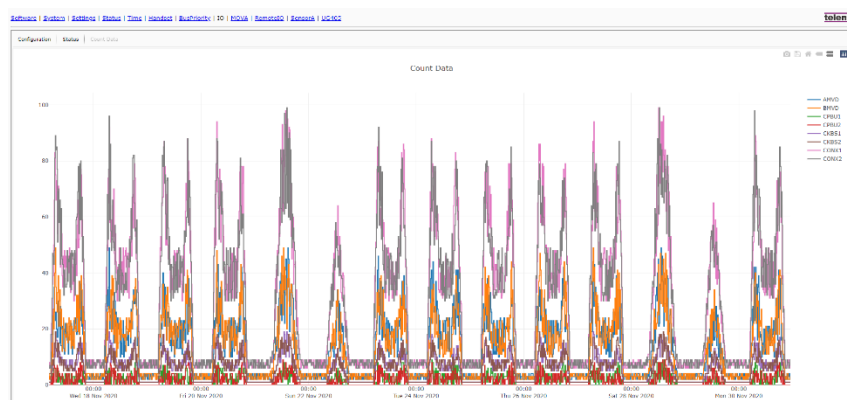 Software | System | Settings | Status | Time | Handset | BusPriority | IO | MOVA | RemoteIO | SensorA | UG405
telen
Configuration | Status | Count Data
Count Data
100
80
60
40
20
0
00:00
Wed 18 Nov 2020
00:00
Fri 20 Nov 2020
00:00
Sun 22 Nov 2020
00:00
Tue 24 Nov 2020
00:00
Thu 26 Nov 2020
00:00
Sat 28 Nov 2020
00:00
Mon 30 Nov 2020
AMVD
BMVD
CPBU1
CPBU2
CKBS1
CKBS2
CONX1
CONX2